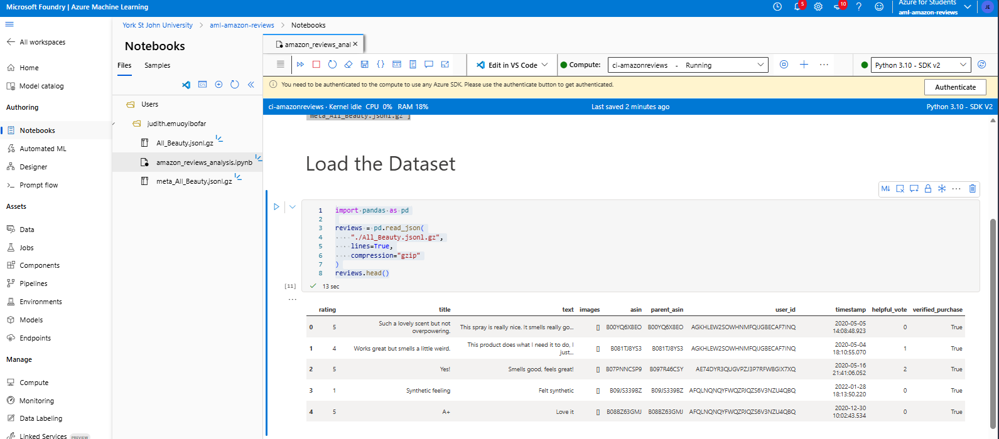 Microsoft Foundry | Azure Machine Learning
5
10
Azure for Students
aml-amazon-reviews
JE
York St John University > aml-amazon-reviews > Notebooks
All workspaces
Home
Model catalog
Authoring
Notebooks
Automated ML
Designer
Prompt flow
Assets
Data
Jobs
Components
Pipelines
Environments
Models
Endpoints
Manage
Compute
Monitoring
Data Labeling
Linked Services PREVIEW
Notebooks
Files Samples
Users
judith.emuoyibofar
All_Beauty.jsonl.gz
amazon_reviews_analysis.ipynb
meta_All_Beauty.jsonl.gz
amazon_reviews_anal ×
Edit in VS Code
Compute: ci-amazonreviews - Running
Python 3.10 - SDK v2
You need to be authenticated to the compute to use any Azure SDK. Please use the authenticate button to get authenticated.
Authenticate
ci-amazonreviews · Kernel idle CPU 0% RAM 18%
Last saved 2 minutes ago
Python 3.10 - SDK V2
meta_All_Beauty.jsonl.gz ]
Load the Dataset
M↓
1 import pandas as pd
2
3 reviews = pd.read_json(
4 "./All_Beauty.jsonl.gz",
5 lines=True,
6 compression="gzip"
7 )
8 reviews.head()
[11] 13 sec
rating title text images asin parent_asin user_id timestamp helpful_vote verified_purchase
0 5 Such a lovely scent but not overpowering. This spray is really nice. It smells really go... [] B00YQ6X8EO B00YQ6X8EO AGKHLEW2SOWHNMFQIJGBECAF7INQ 2020-05-05 14:08:48.923 0 True
1 4 Works great but smells a little weird. This product does what I need it to do, I just... [] B081TJ8YS3 B081TJ8YS3 AGKHLEW2SOWHNMFQIJGBECAF7INQ 2020-05-04 18:10:55.070 1 True
2 5 Yes! Smells good, feels great! [] B07PNNCSP9 B097R46CSY AE74DYR3QUGVPZJ3P7RFWBGIX7XQ 2020-05-16 21:41:06.052 2 True
3 1 Synthetic feeling Felt synthetic [] B09JS339BZ B09JS339BZ AFQLNQNQYFWQZPJQZS6V3NZU4QBQ 2022-01-28 18:13:50.220 0 True
4 5 A+ Love it [] B08BZ63GMJ B08BZ63GMJ AFQLNQNQYFWQZPJQZS6V3NZU4QBQ 2020-12-30 10:02:43.534 0 True